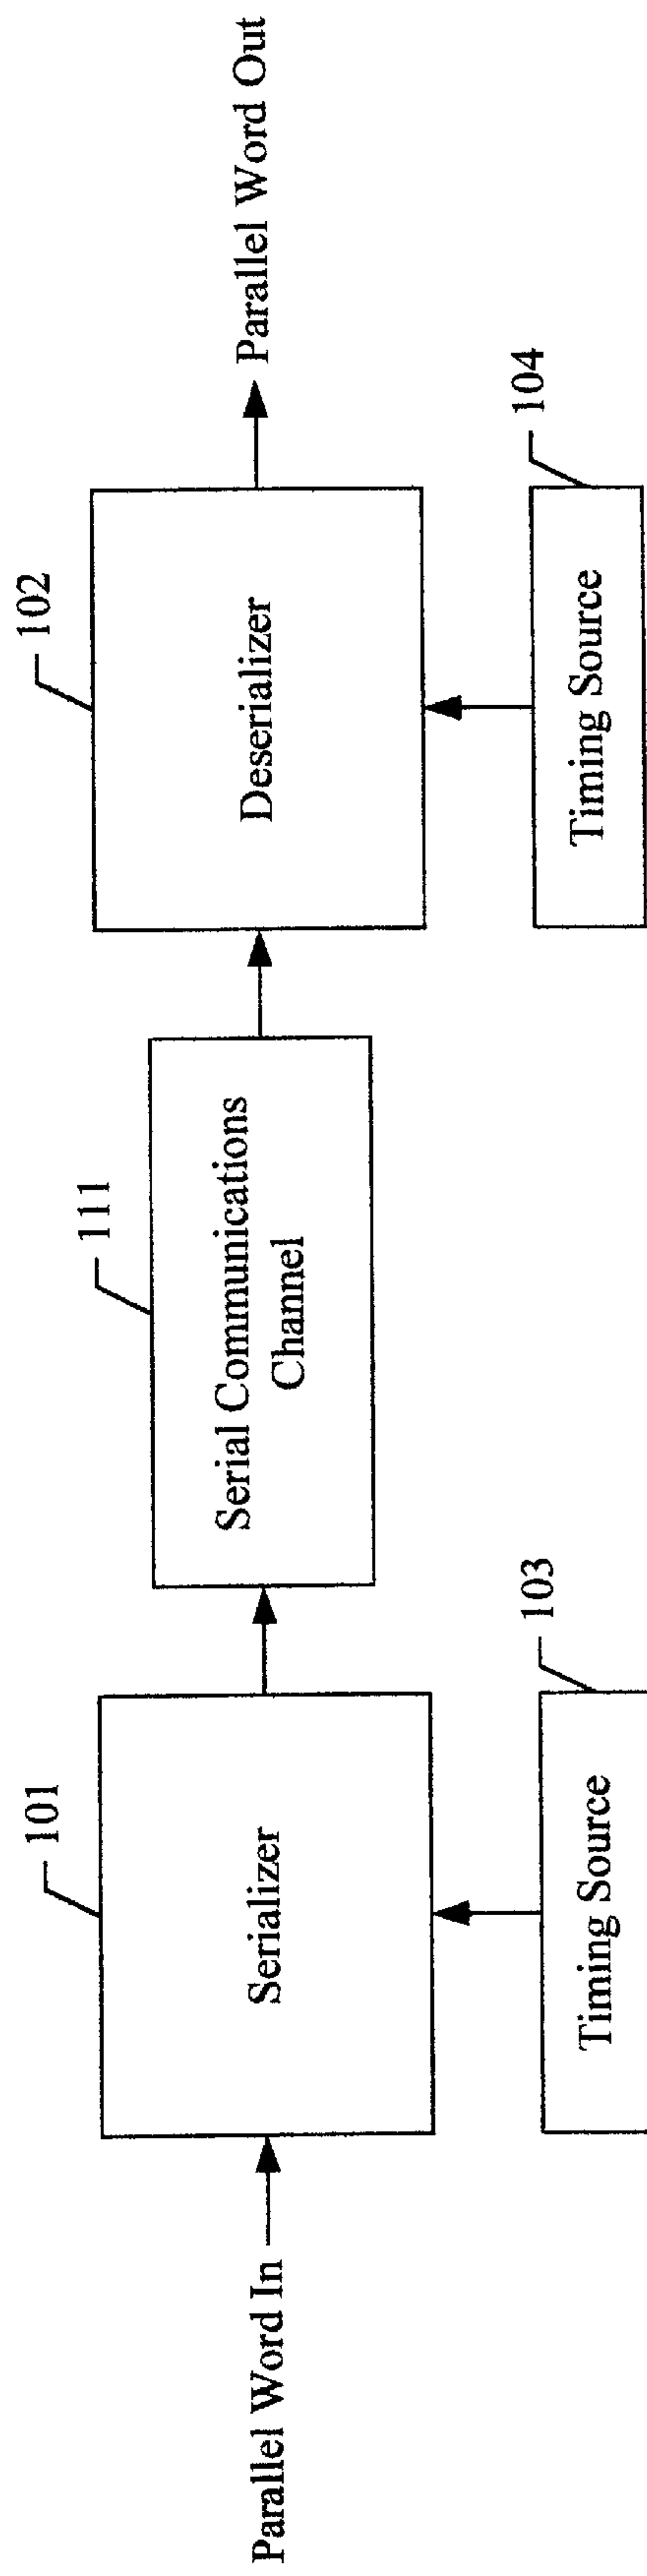 Parallel Word In
101
Serializer
103
Timing Source
111
Serial Communications
Channel
102
Deserializer
104
Timing Source
Parallel Word Out